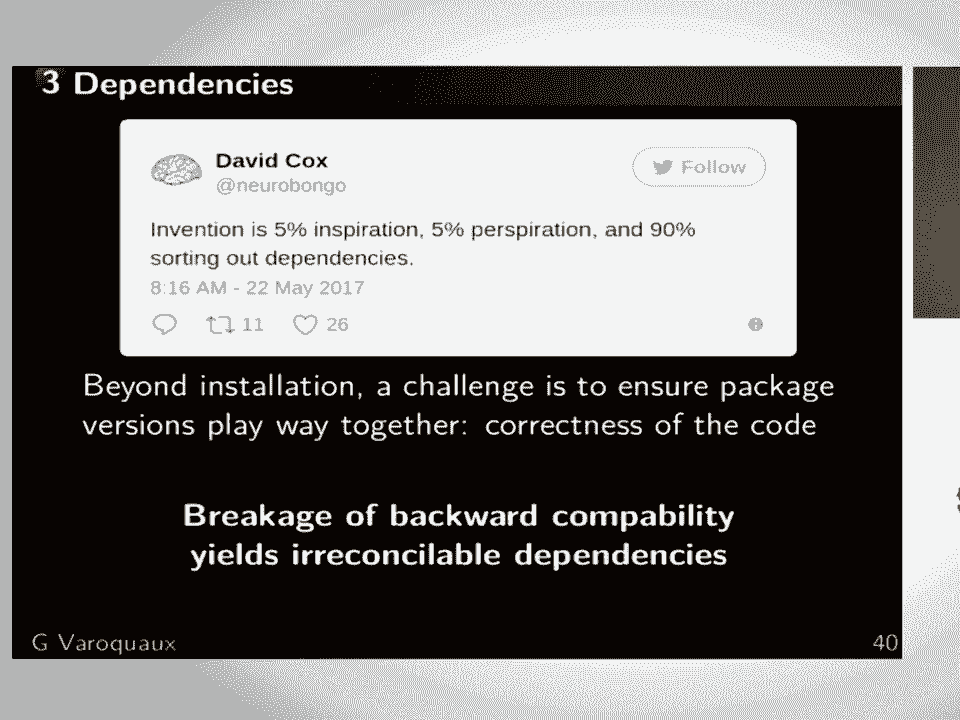 3 Dependencies
David Cox
@neurobongo
Follow
Invention is 5% inspiration, 5% perspiration, and 90%
sorting out dependencies.
8:16 AM - 22 May 2017
11 26
Beyond installation, a challenge is to ensure package
versions play way together: correctness of the code
Breakage of backward compability
yields irreconcilable dependencies
G Varoquaux
40